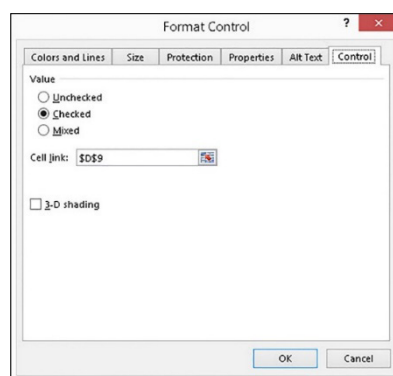 Format Control ? ×
Colors and Lines Size Protection Properties Alt Text Control
Value
Unchecked
Checked
Mixed
Cell link: $D$9
3-D shading
OK Cancel